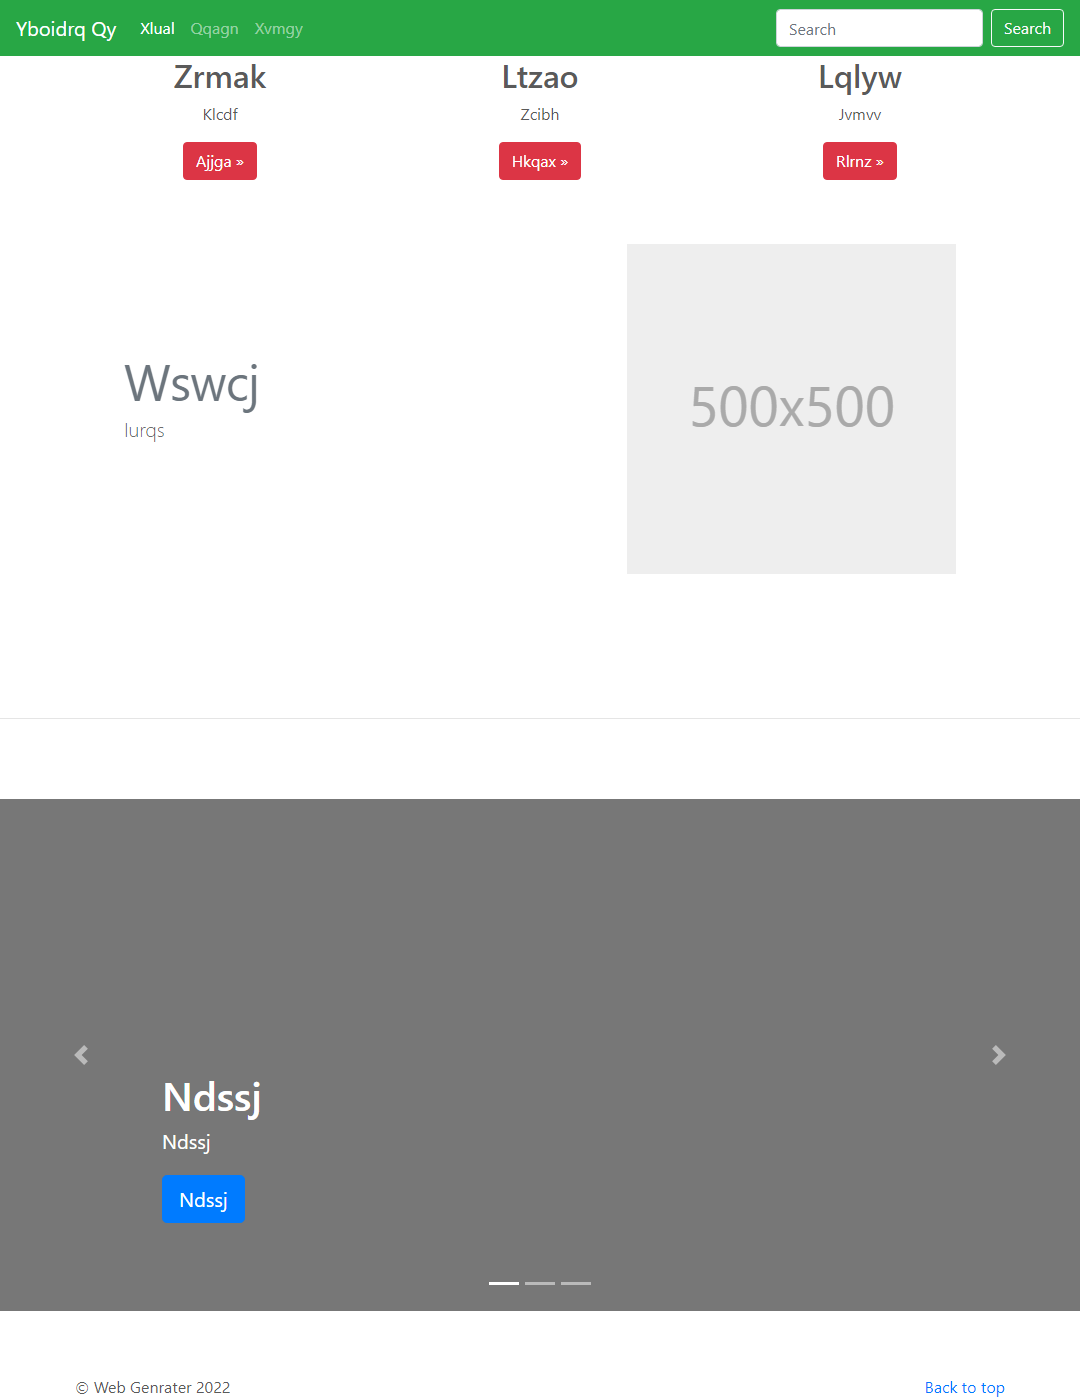 Yboidrq Qy Xlual Qqagn Xvmgy Search Search
Zrmak Ltzao Lqlyw
Klcdf Zcibh Jvmvv
Ajjga » Hkqax » Rlrnz »
500x500
Wswcj
lurqs
Ndssj
Ndssj
Ndssj
© Web Genrater 2022 Back to top